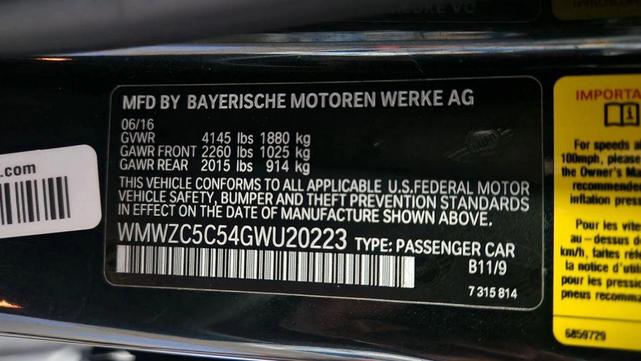 MFD BY BAYERISCHE MOTOREN WERKE AG
06/16
GVWR 4145 lbs 1880 kg
GAWR FRONT 2260 lbs 1025 kg
GAWR REAR 2015 lbs 914 kg
THIS VEHICLE CONFORMS TO ALL APPLICABLE U.S.FEDERAL MOTOR
VEHICLE SAFETY, BUMPER AND THEFT PREVENTION STANDARDS
IN EFFECT ON THE DATE OF MANUFACTURE SHOWN ABOVE.
WMWZC5C54GWU20223 TYPE: PASSENGER CAR
B11/9
7 315 814
.com
IMPORTA
For speeds a
100mph, please
the Owner's Ma
recommende
inflation press
Pour les vite
au-dessus d
km/h, faites réfé
la notice d'util
pour les pression
pneus recomm
6859729